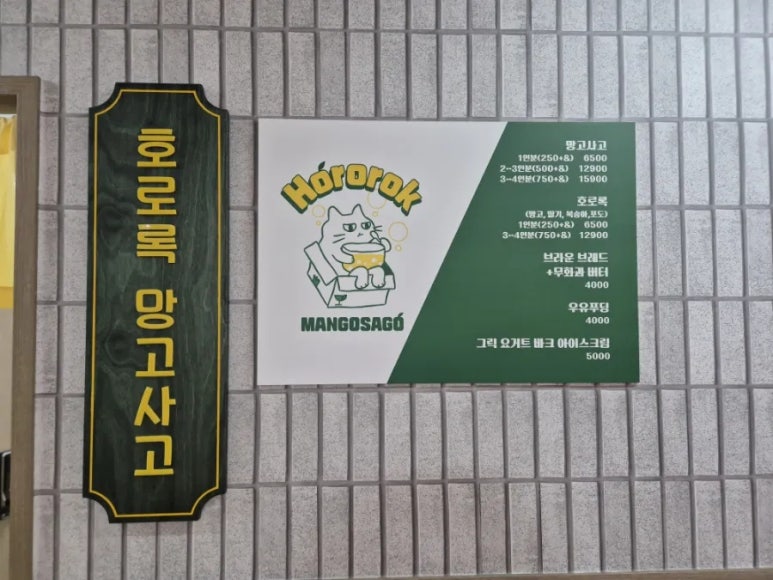 호로록 망고사고
Hórorok
MANGOSAGÓ
망고사고
1인분(250+α) 6500
2~3인분(500+α) 12900
3~4인분(750+α) 15900
호로록
(망고, 딸기, 복숭아,포도)
1인분(250+α) 6500
3~4인분(750+α) 12900
브라운 브레드
+무화과 버터
4000
우유푸딩
4000
그릭 요거트 바크 아이스크림
5000